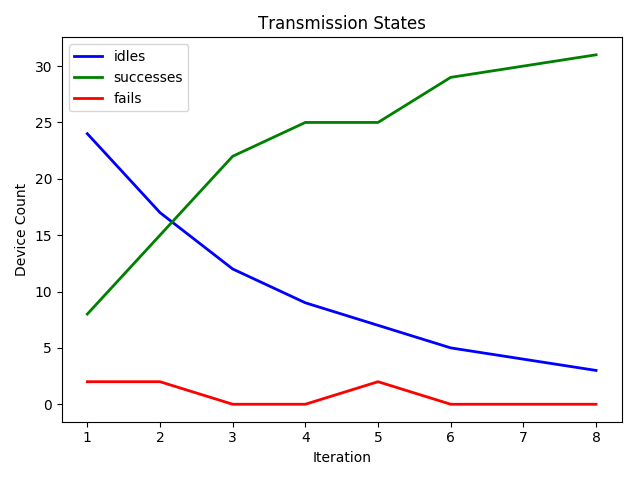 Transmission States
idles
successes
fails
Device Count
30
25
20
15
10
5
0
1 2 3 4 5 6 7 8
Iteration